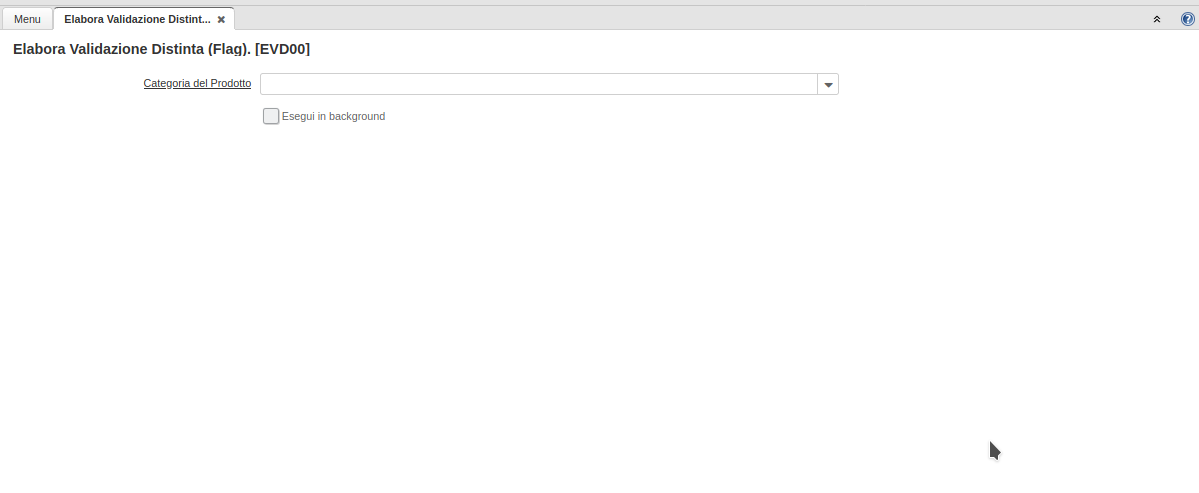 Menu
Elabora Validazione Distint...
Elabora Validazione Distinta (Flag). [EVD00]
Categoria del Prodotto
Esegui in background